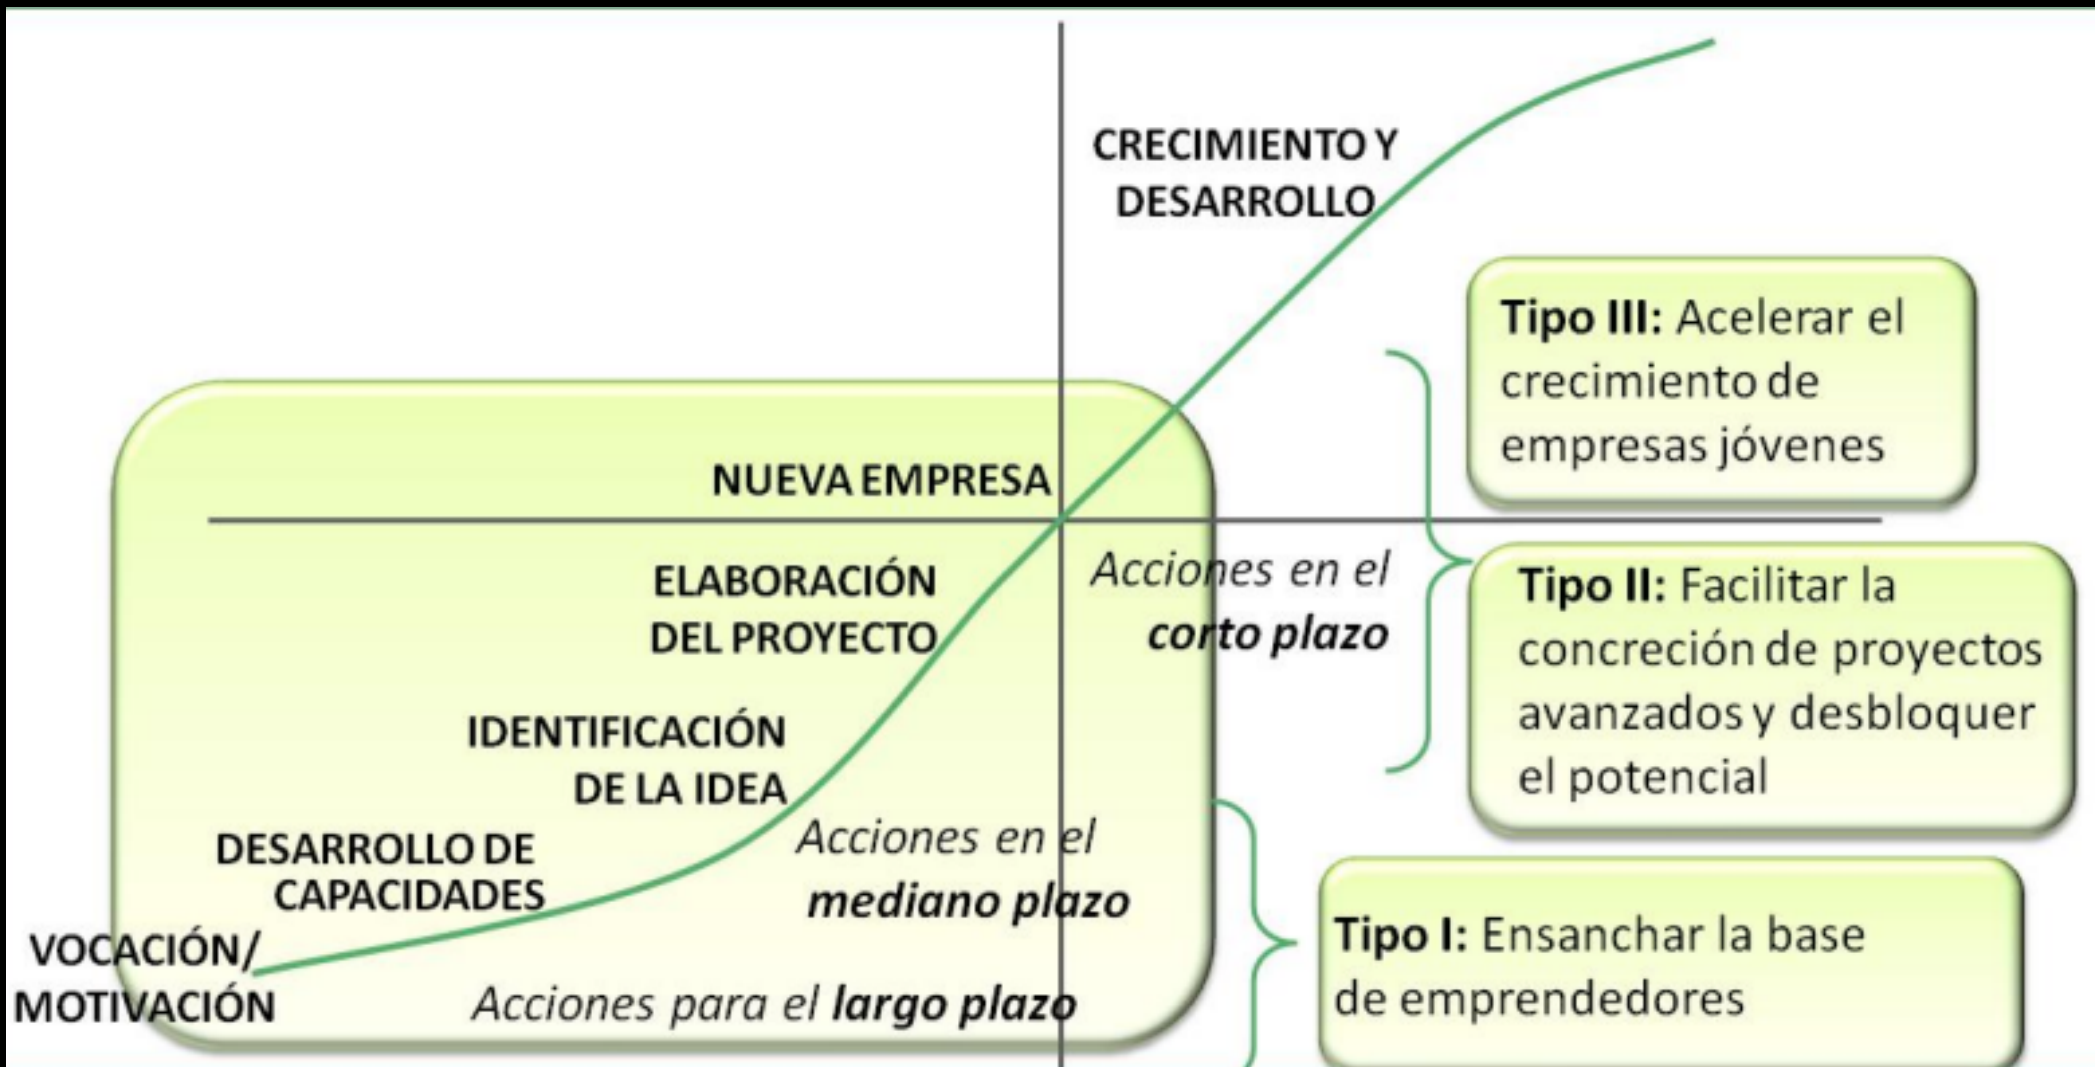 CRECIMIENTO Y
DESARROLLO
Tipo III: Acelerar el
crecimiento de
empresas jóvenes
NUEVA EMPRESA
ELABORACIÓN
DEL PROYECTO
Acciones en el
corto plazo
Tipo II: Facilitar la
concreción de proyectos
avanzados y desbloquer
el potencial
IDENTIFICACIÓN
DE LA IDEA
Acciones en el
mediano plazo
DESARROLLO DE
CAPACIDADES
VOCACIÓN/
MOTIVACIÓN
Acciones para el largo plazo
Tipo I: Ensanchar la base
de emprendedores